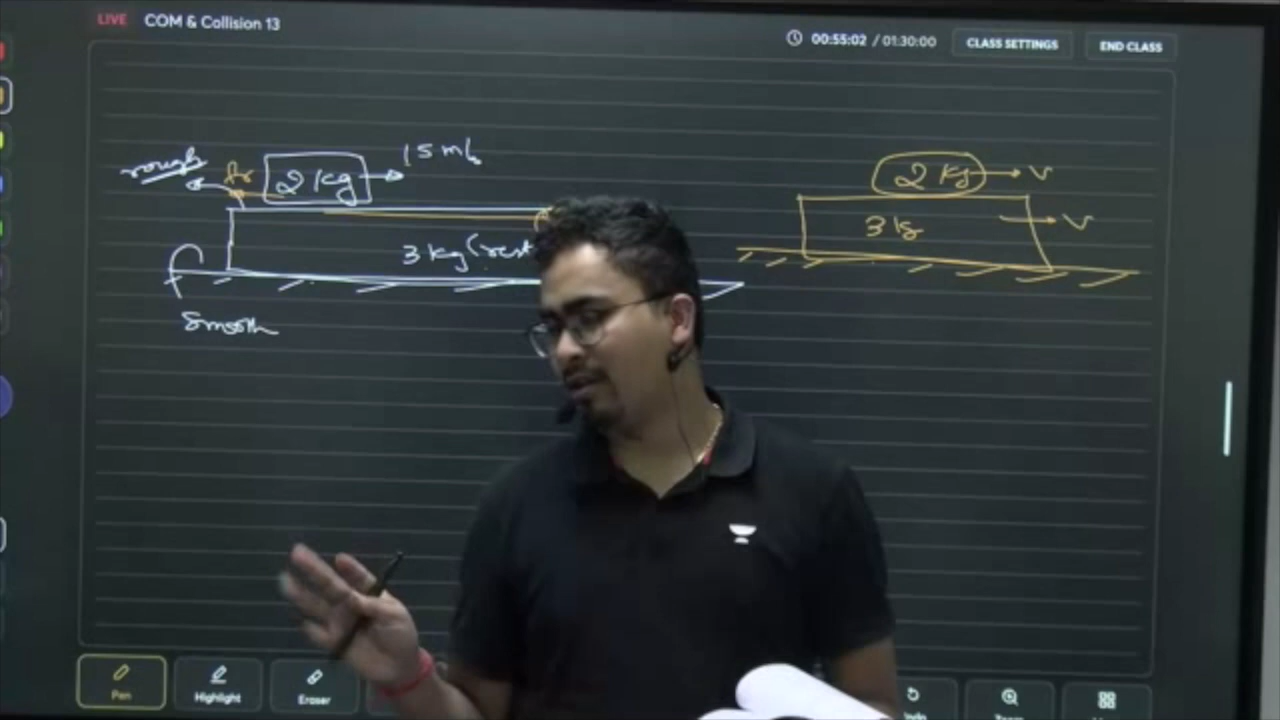 LIVE COM & Collision 13
00:55:02 / 01:30:00 CLASS SETTINGS END CLASS
rough fr 2 kg 15 m/s
3 kg (rest
Smooth
2 kg v
3 kg v
Pen Highlight Eraser